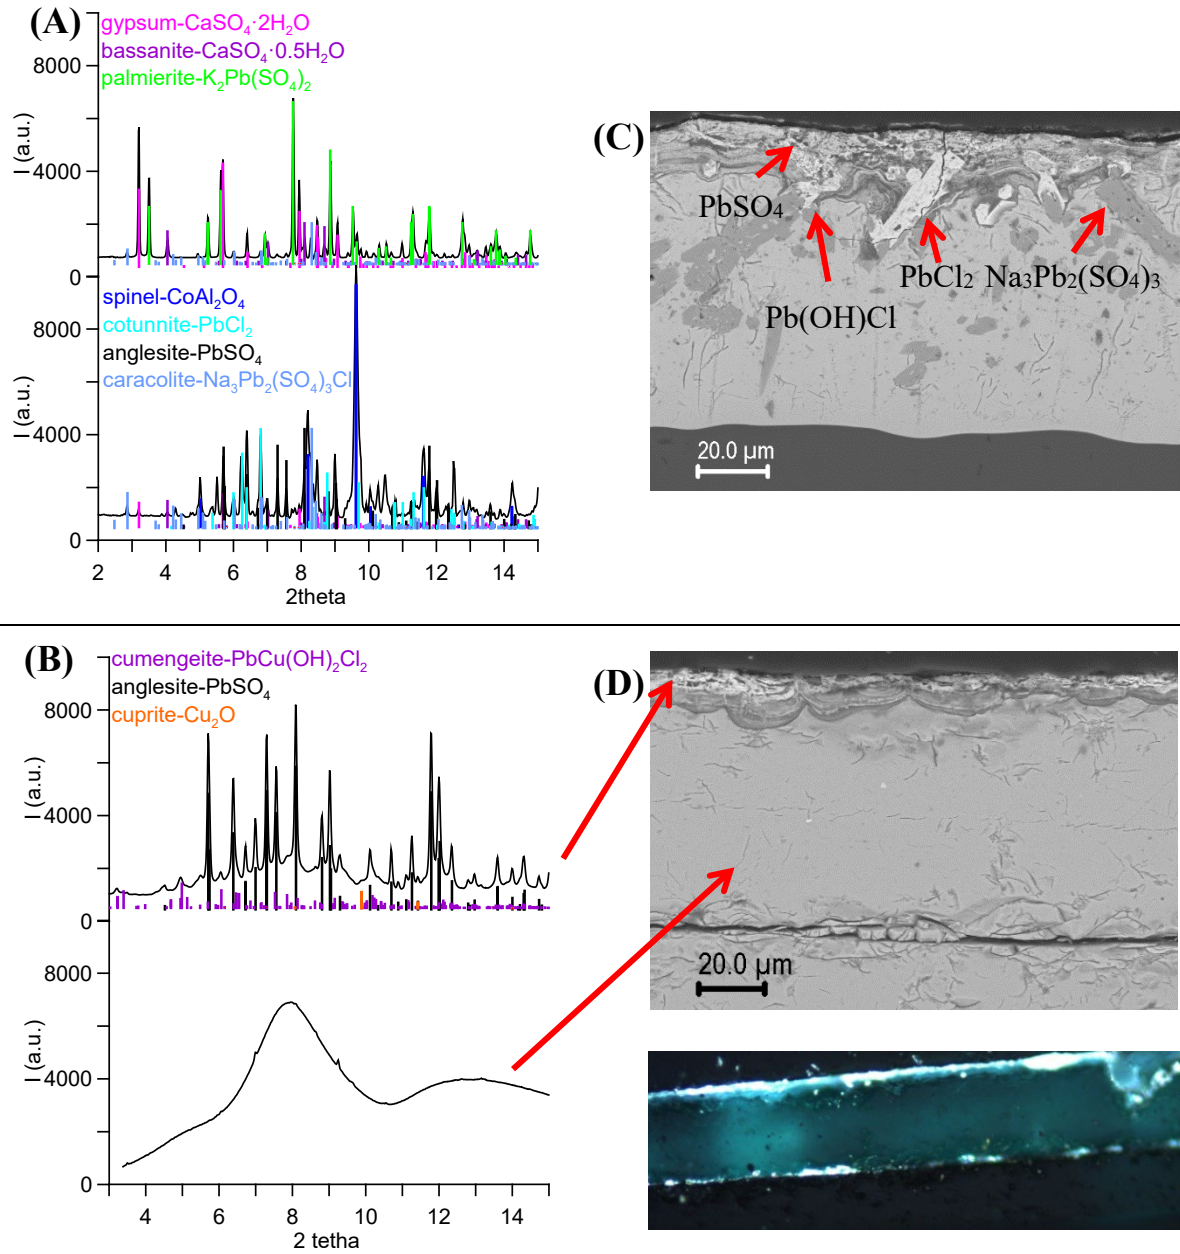 (A)
gypsum-CaSO₄·2H₂O
bassanite-CaSO₄·0.5H₂O
palmierite-K₂Pb(SO₄)₂
8000
4000
0
I (a.u.)
spinel-CoAl₂O₄
cotunnite-PbCl₂
anglesite-PbSO₄
caracolite-Na₃Pb₂(SO₄)₃Cl
8000
4000
0
I (a.u.)
2 4 6 8 10 12 14
2theta
(C)
PbSO₄
PbCl₂ Na₃Pb₂(SO₄)₃
Pb(OH)Cl
20.0 µm
(B)
cumengeite-PbCu(OH)₂Cl₂
anglesite-PbSO₄
cuprite-Cu₂O
8000
4000
0
I (a.u.)
8000
4000
0
I (a.u.)
4 6 8 10 12 14
2 tetha
(D)
20.0 µm